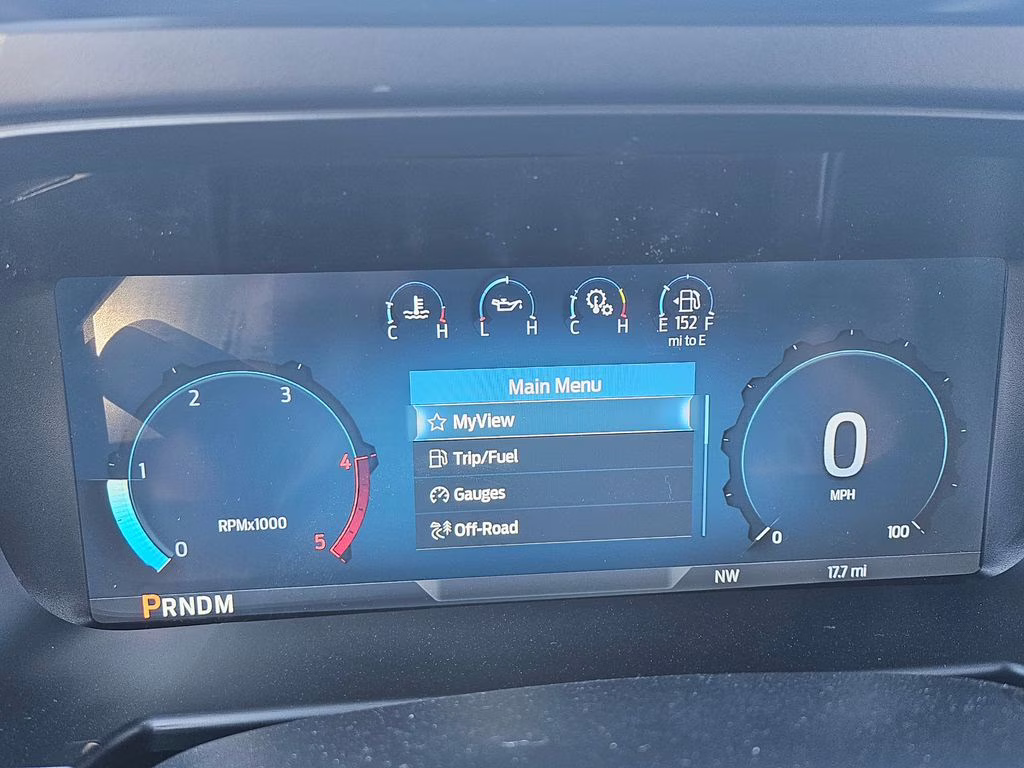 C H
L H
C H
E 152 F
mi to E
Main Menu
MyView
Trip/Fuel
Gauges
Off-Road
0 1 2 3 4 5
RPMx1000
0
MPH
0 100
PRNDM
NW
17.7 mi